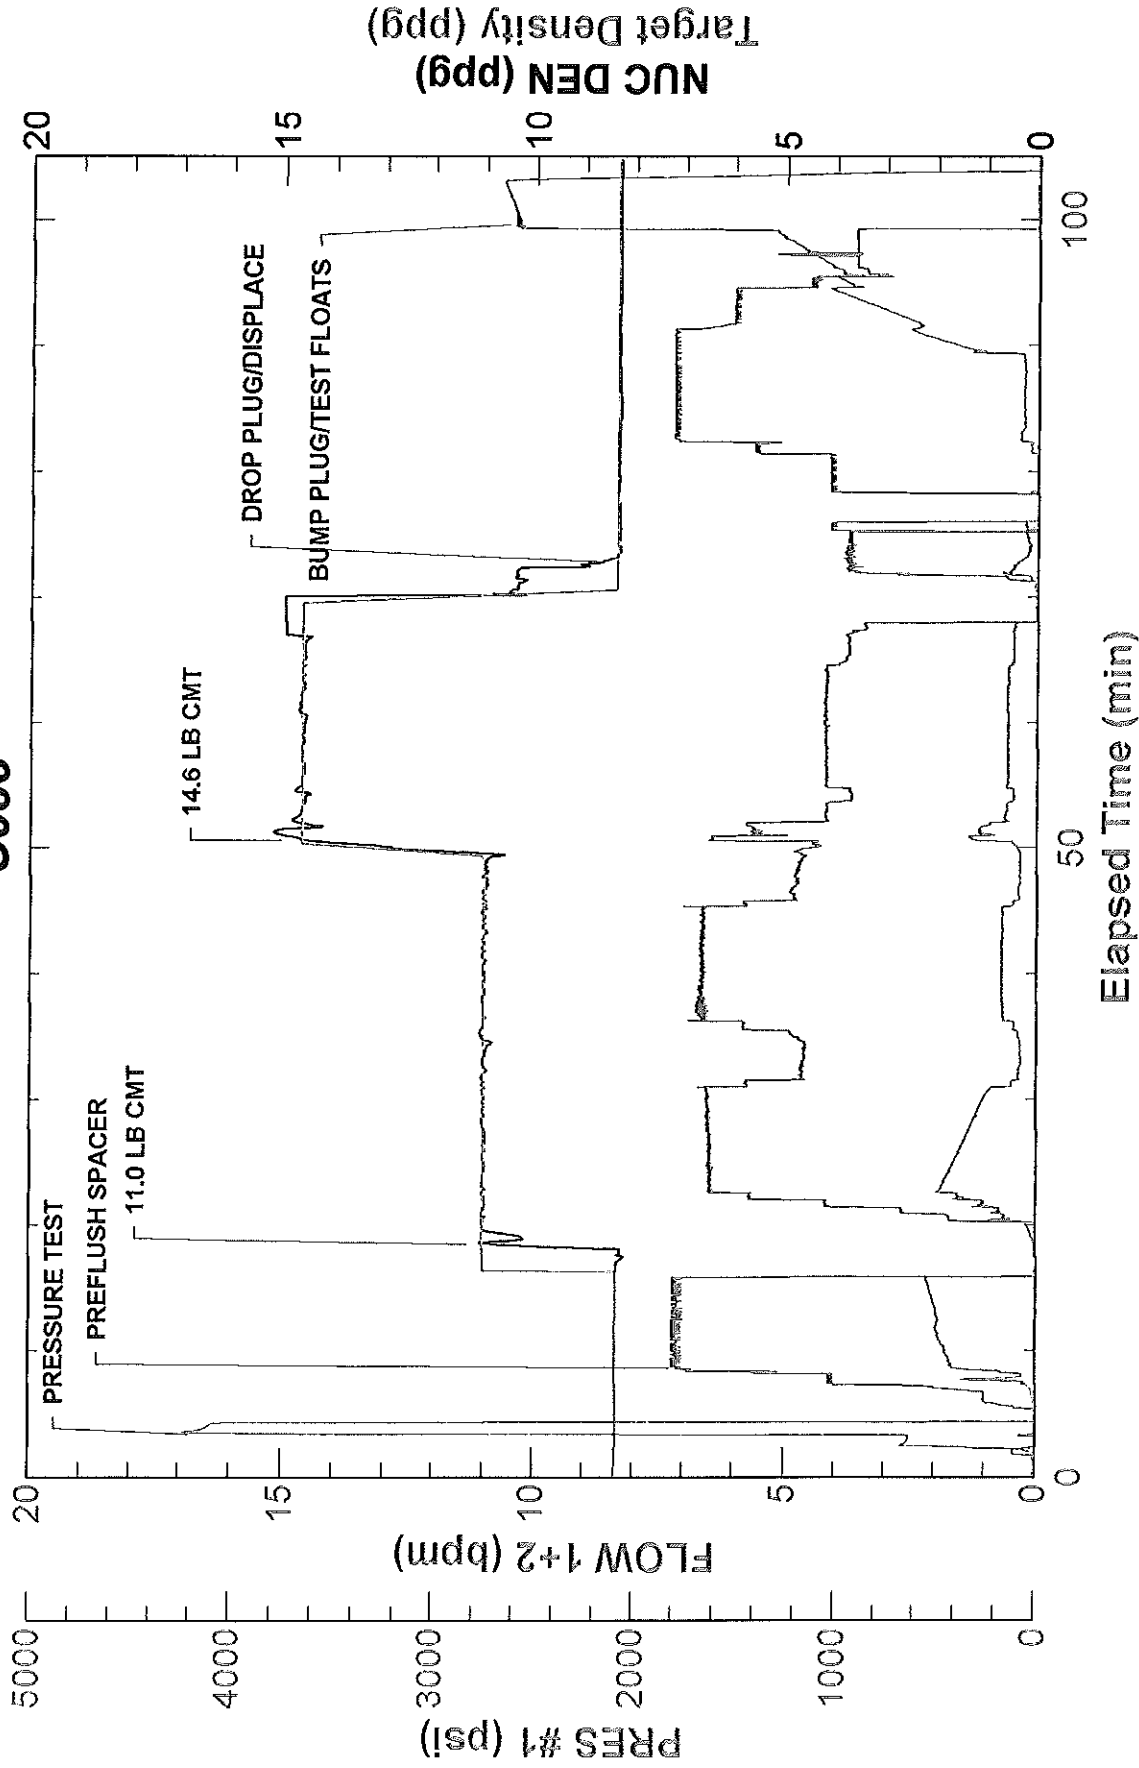 PRES #1 (psi)
5000
4000
3000
2000
1000
0
FLOW 1+2 (bpm)
20
15
10
5
0
PRESSURE TEST
PREFLUSH SPACER
11.0 LB CMT
14.6 LB CMT
DROP PLUG/DISPLACE
BUMP PLUG/TEST FLOATS
20
15
10
5
0
NUC DEN (ppg)
Target Density (ppg)
0
50
100
Elapsed Time (min)